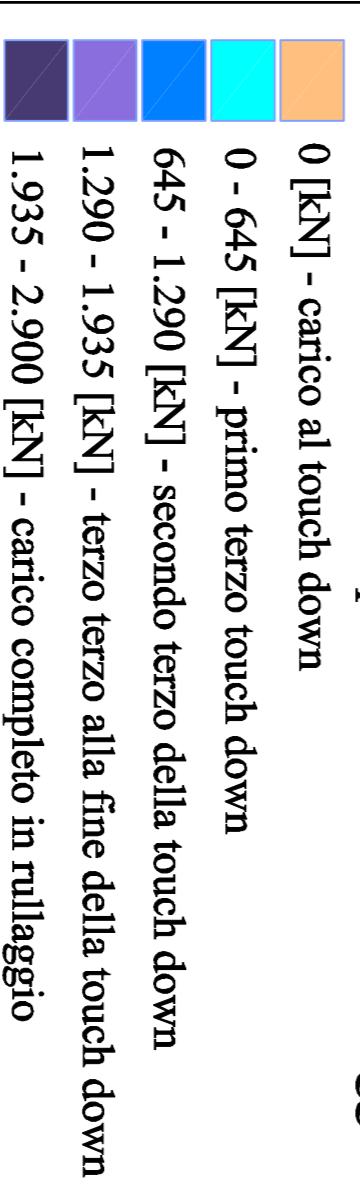 0 [kN] - carico al touch down
0 - 645 [kN] - primo terzo touch down
645 - 1.290 [kN] - secondo terzo della touch down
1.290 - 1.935 [kN] - terzo terzo alla fine della touch down
1.935 - 2.900 [kN] - carico completo in rullaggio